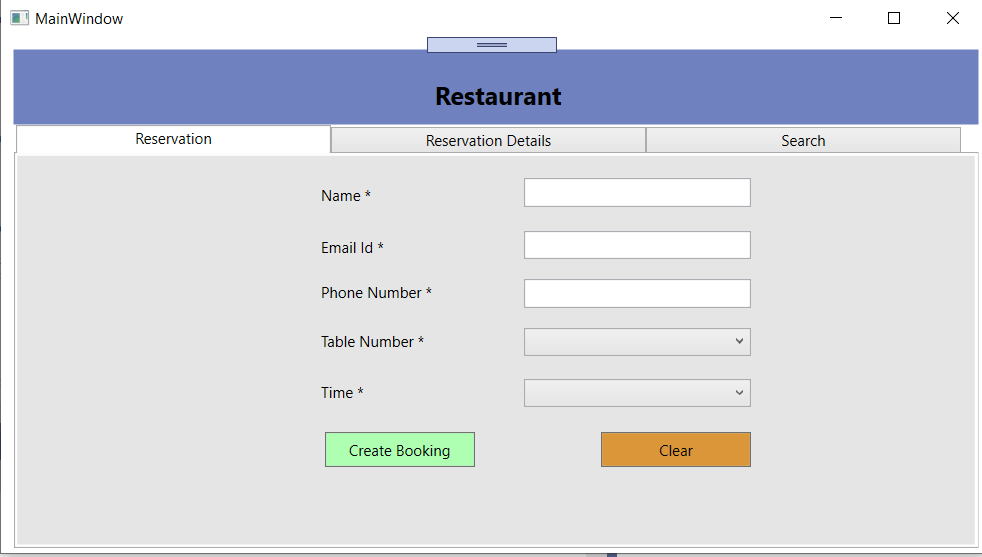 MainWindow
Restaurant
Reservation
Reservation Details
Search
Name *
Email Id *
Phone Number *
Table Number *
Time *
Create Booking
Clear